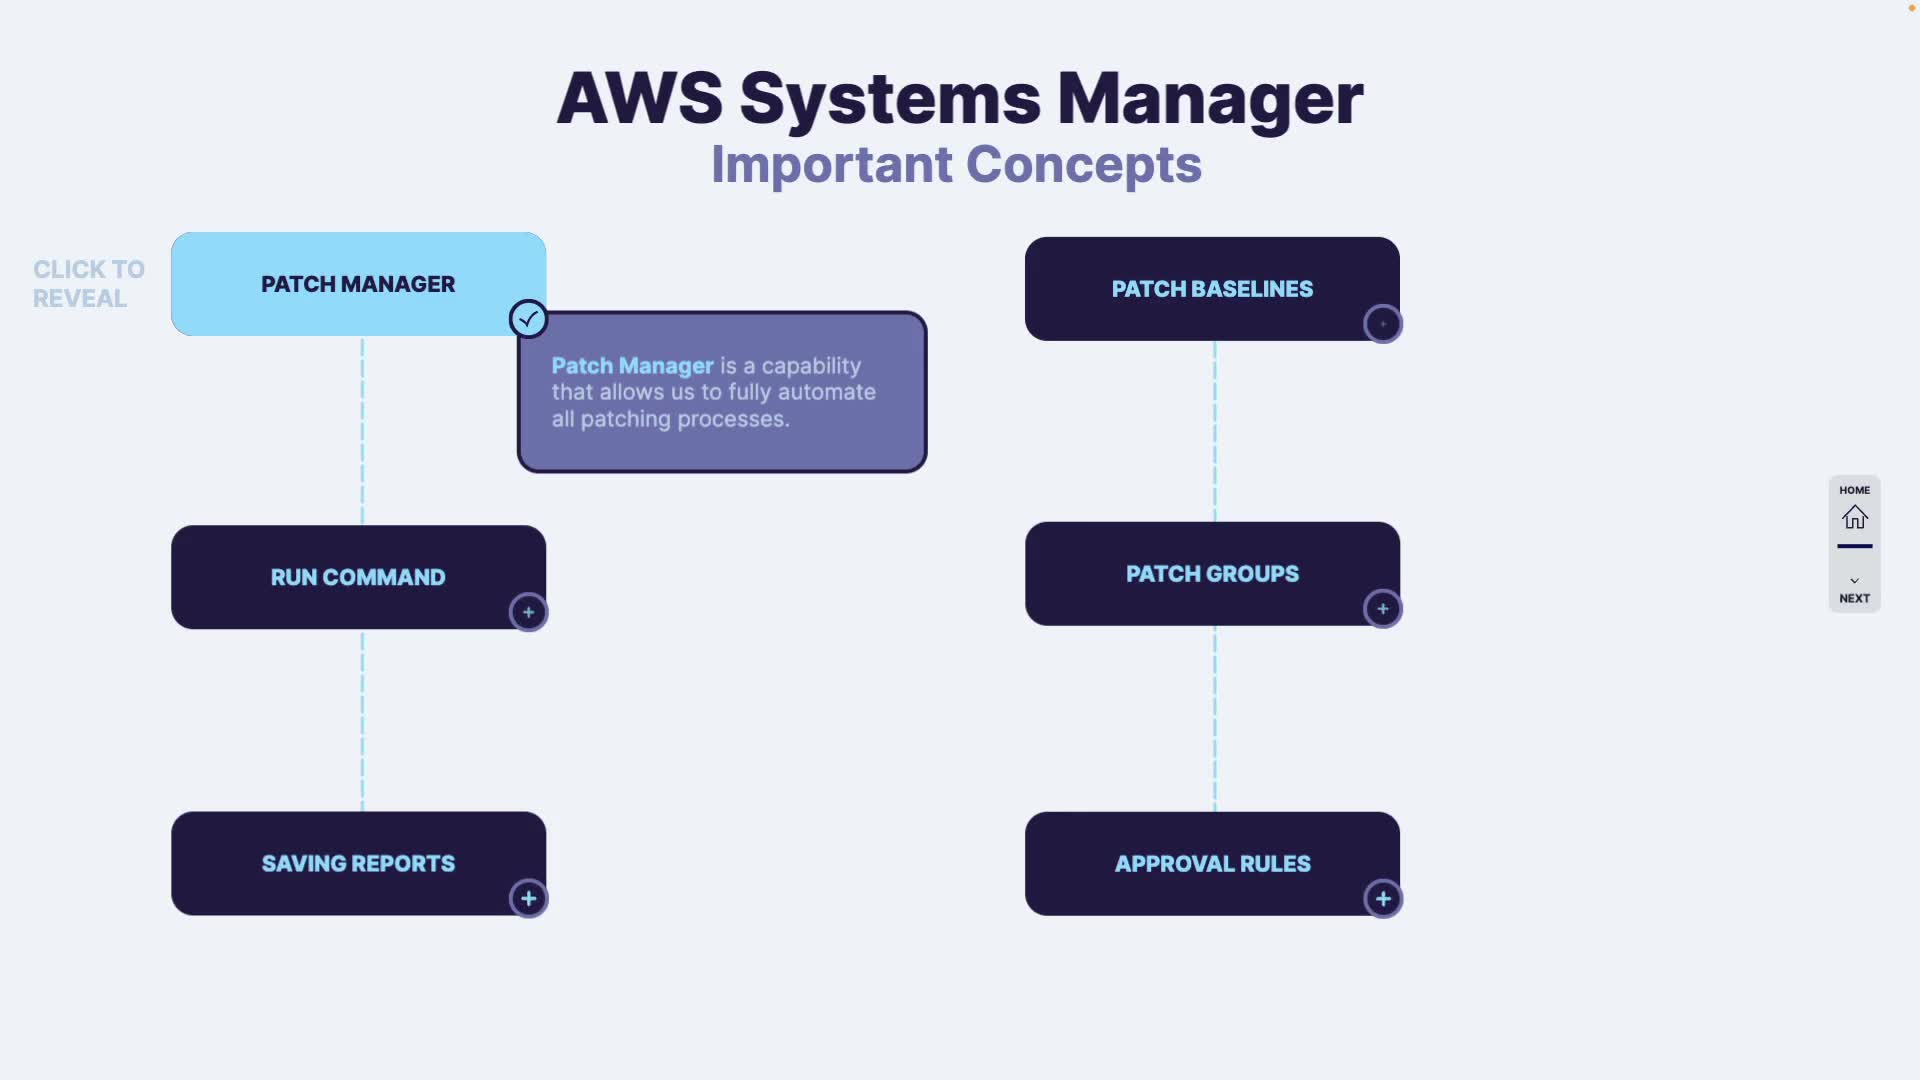 AWS Systems Manager
Important Concepts
CLICK TO
REVEAL
PATCH MANAGER
Patch Manager is a capability
that allows us to fully automate
all patching processes.
RUN COMMAND
SAVING REPORTS
PATCH BASELINES
PATCH GROUPS
APPROVAL RULES
HOME
NEXT